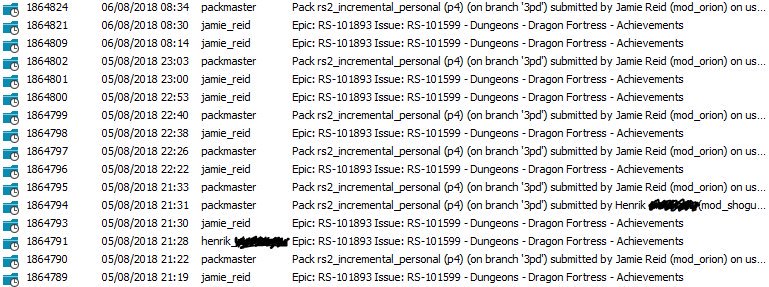 1864824 06/08/2018 08:34 packmaster Pack rs2_incremental_personal (p4) (on branch '3pd') submitted by Jamie Reid (mod_orion) on us...
1864810 06/08/2018 08:30 jamie_reid Epic: RS-101893 Issue: RS-101599 - Dungeons - Dragon Fortress - Achievements
1864809 06/08/2018 08:14 jamie_reid Epic: RS-101893 Issue: RS-101599 - Dungeons - Dragon Fortress - Achievements
1864802 05/08/2018 23:03 packmaster Pack rs2_incremental_personal (p4) (on branch '3pd') submitted by Jamie Reid (mod_orion) on us...
1864801 05/08/2018 23:00 jamie_reid Epic: RS-101893 Issue: RS-101599 - Dungeons - Dragon Fortress - Achievements
1864800 05/08/2018 22:53 jamie_reid Epic: RS-101893 Issue: RS-101599 - Dungeons - Dragon Fortress - Achievements
1864799 05/08/2018 22:40 packmaster Pack rs2_incremental_personal (p4) (on branch '3pd') submitted by Jamie Reid (mod_orion) on us...
1864798 05/08/2018 22:38 jamie_reid Epic: RS-101893 Issue: RS-101599 - Dungeons - Dragon Fortress - Achievements
1864797 05/08/2018 22:26 packmaster Pack rs2_incremental_personal (p4) (on branch '3pd') submitted by Jamie Reid (mod_orion) on us...
1864796 05/08/2018 22:22 jamie_reid Epic: RS-101893 Issue: RS-101599 - Dungeons - Dragon Fortress - Achievements
1864795 05/08/2018 21:33 packmaster Pack rs2_incremental_personal (p4) (on branch '3pd') submitted by Jamie Reid (mod_orion) on us...
1864794 05/08/2018 21:31 packmaster Pack rs2_incremental_personal (p4) (on branch '3pd') submitted by Henrik (mod_shogu...
1864793 05/08/2018 21:30 jamie_reid Epic: RS-101893 Issue: RS-101599 - Dungeons - Dragon Fortress - Achievements
1864791 05/08/2018 21:28 henrik_ Epic: RS-101893 Issue: RS-101599 - Dungeons - Dragon Fortress - Achievements
1864790 05/08/2018 21:22 packmaster Pack rs2_incremental_personal (p4) (on branch '3pd') submitted by Jamie Reid (mod_orion) on us...
1864789 05/08/2018 21:19 jamie_reid Epic: RS-101893 Issue: RS-101599 - Dungeons - Dragon Fortress - Achievements